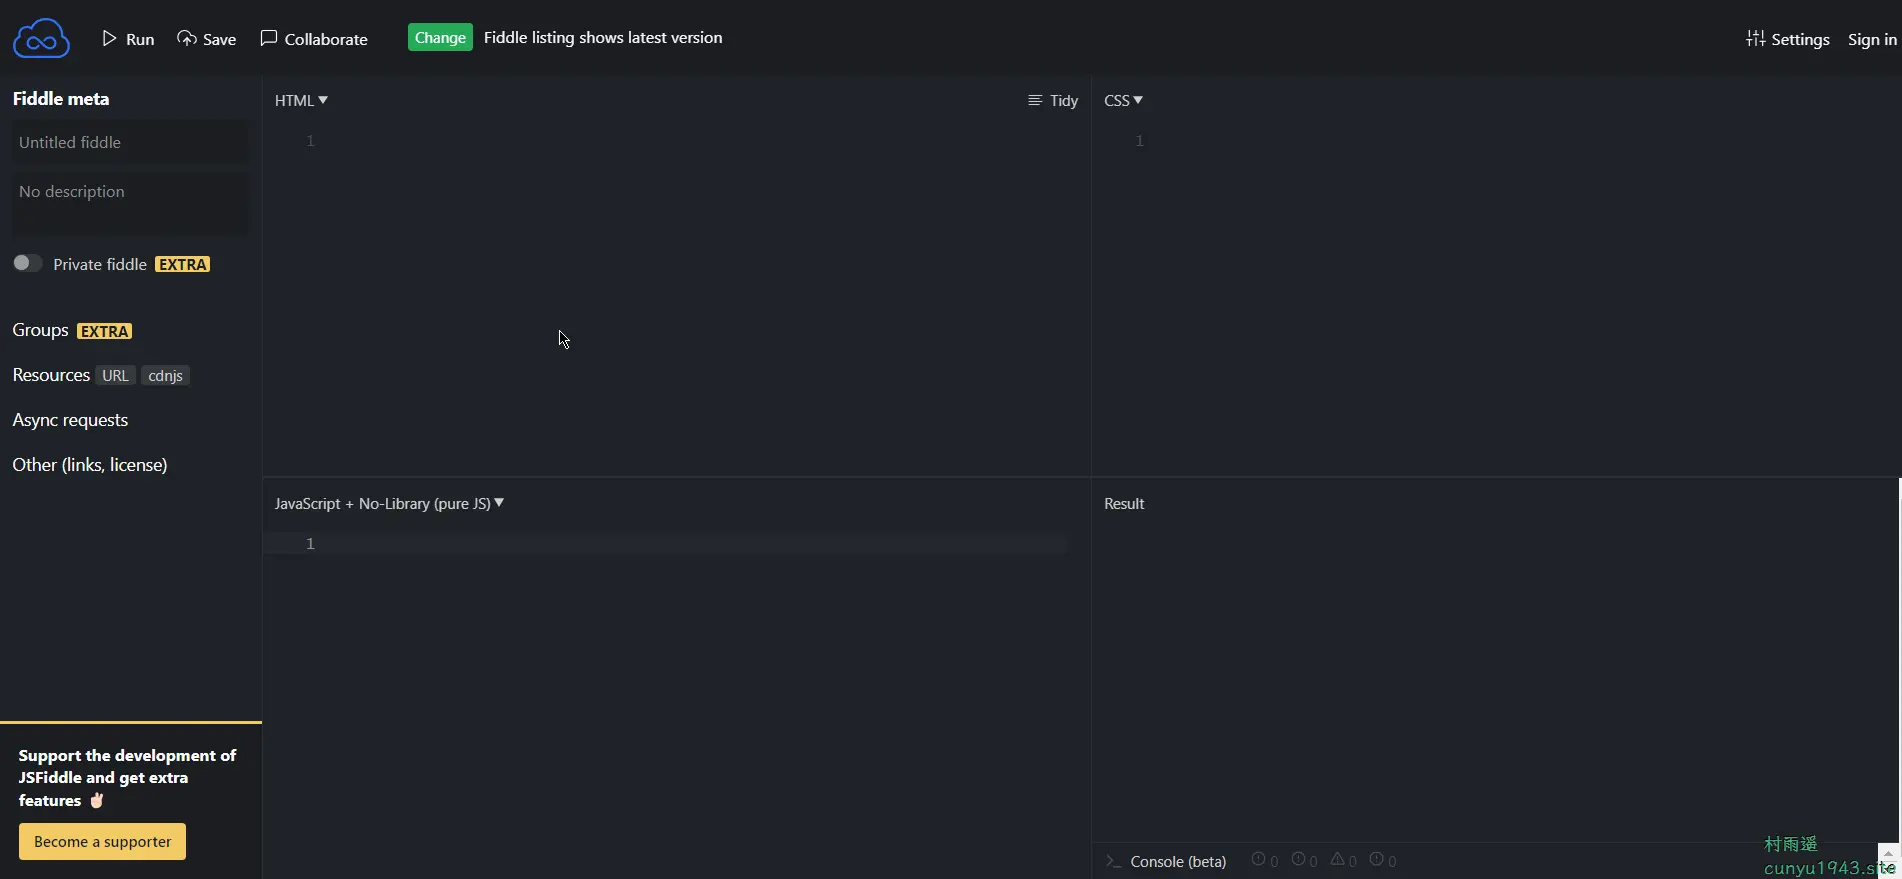 Run Save Collaborate Change Fiddle listing shows latest version Settings Sign in
Fiddle meta
Untitled fiddle
No description
Private fiddle EXTRA
Groups EXTRA
Resources URL cdnjs
Async requests
Other (links, license)
Support the development of
JSFiddle and get extra
features ✌🏻
Become a supporter
HTML ▼ Tidy
1
CSS ▼
1
JavaScript + No-Library (pure JS) ▼
1
Result
>_ Console (beta) 0 0 0 0
村雨遥
cunyu1943.site